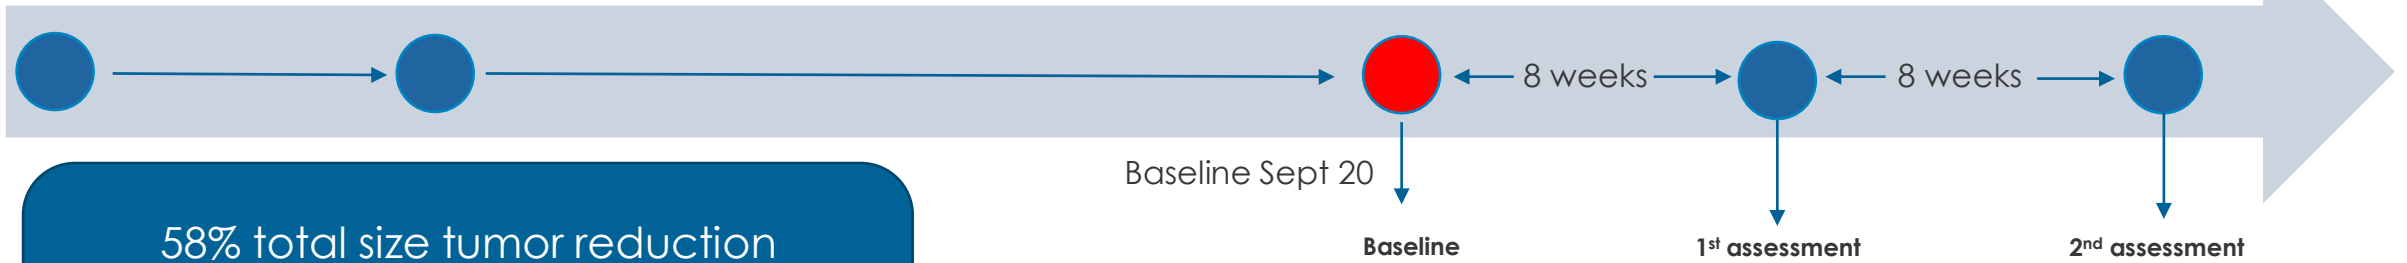 8 weeks
8 weeks
Baseline Sept 20
58% total size tumor reduction
Baseline
1st assessment
2nd assessment